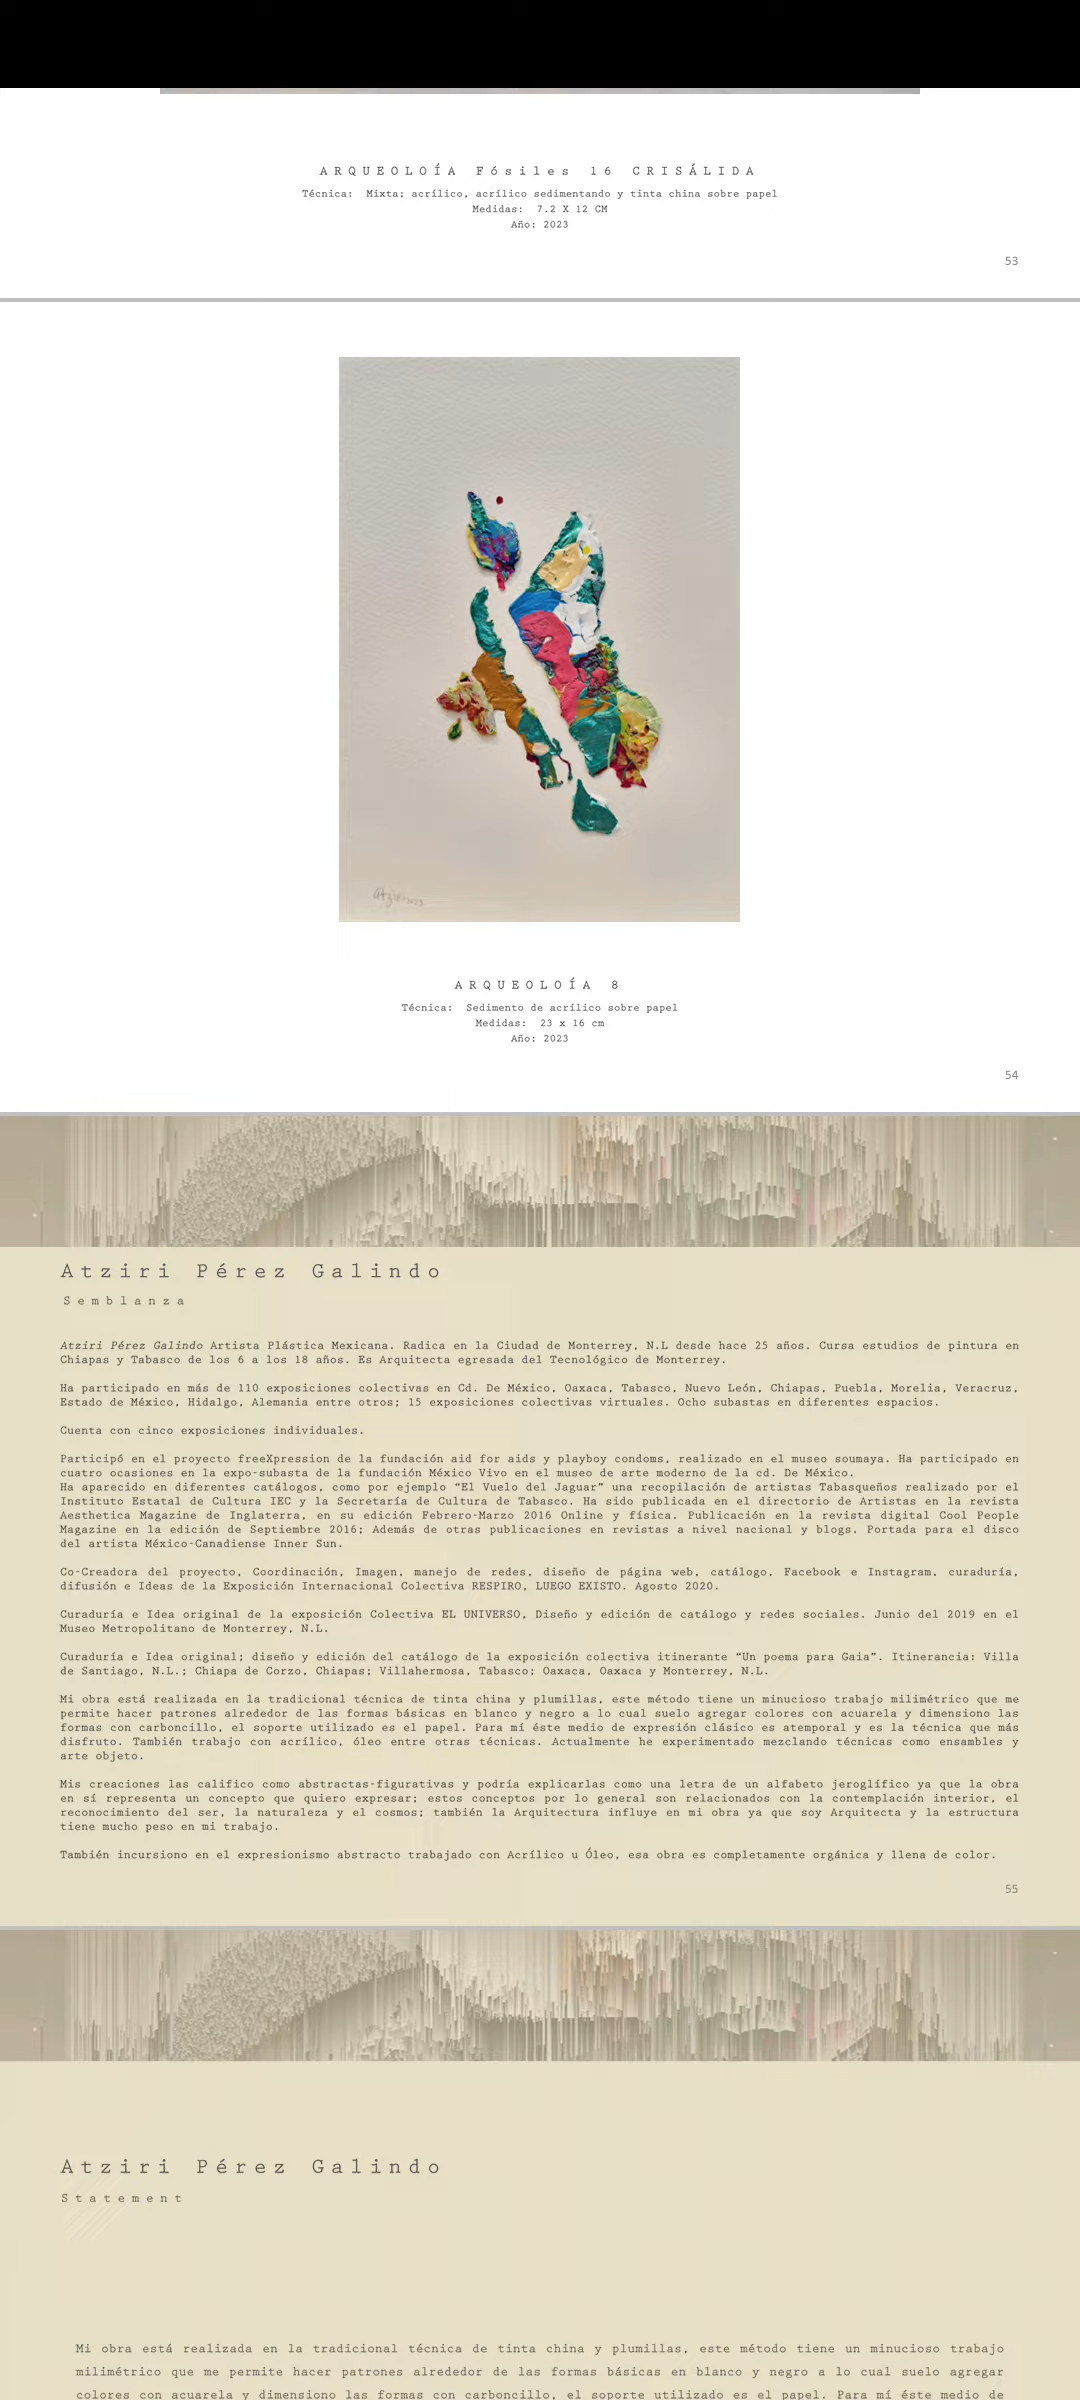 ARQUEOLOÍA Fósiles 16 CRISÁLIDA
Técnica: Mixta; acrílico, acrílico sedimentando y tinta china sobre papel
Medidas: 7.2 X 12 CM
Año: 2023
53
ARQUEOLOÍA 8
Técnica: Sedimento de acrílico sobre papel
Medidas: 23 x 16 cm
Año: 2023
54
Atziri Pérez Galindo
Semblanza
Atziri Pérez Galindo Artista Plástica Mexicana. Radica en la Ciudad de Monterrey, N.L desde hace 25 años. Cursa estudios de pintura en
Chiapas y Tabasco de los 6 a los 18 años. Es Arquitecta egresada del Tecnológico de Monterrey.
Ha participado en más de 110 exposiciones colectivas en Cd. De México, Oaxaca, Tabasco, Nuevo León, Chiapas, Puebla, Morelia, Veracruz,
Estado de México, Hidalgo, Alemania entre otros; 15 exposiciones colectivas virtuales. Ocho subastas en diferentes espacios.
Cuenta con cinco exposiciones individuales.
Participó en el proyecto freeXpression de la fundación aid for aids y playboy condoms, realizado en el museo soumaya. Ha participado en
cuatro ocasiones en la expo-subasta de la fundación México Vivo en el museo de arte moderno de la cd. De México.
Ha aparecido en diferentes catálogos, como por ejemplo “El Vuelo del Jaguar” una recopilación de artistas Tabasqueños realizado por el
Instituto Estatal de Cultura IEC y la Secretaría de Cultura de Tabasco. Ha sido publicada en el directorio de Artistas en la revista
Aesthetica Magazine de Inglaterra, en su edición Febrero-Marzo 2016 Online y física. Publicación en la revista digital Cool People
Magazine en la edición de Septiembre 2016; Además de otras publicaciones en revistas a nivel nacional y blogs. Portada para el disco
del artista México-Canadiense Inner Sun.
Co-Creadora del proyecto, Coordinación, Imagen, manejo de redes, diseño de página web, catálogo, Facebook e Instagram, curaduría,
difusión e Ideas de la Exposición Internacional Colectiva RESPIRO, LUEGO EXISTO. Agosto 2020.
Curaduría e Idea original de la exposición Colectiva EL UNIVERSO, Diseño y edición de catálogo y redes sociales. Junio del 2019 en el
Museo Metropolitano de Monterrey, N.L.
Curaduría e Idea original; diseño y edición del catálogo de la exposición colectiva itinerante “Un poema para Gaia”. Itinerancia: Villa
de Santiago, N.L.; Chiapa de Corzo, Chiapas; Villahermosa, Tabasco; Oaxaca, Oaxaca y Monterrey, N.L.
Mi obra está realizada en la tradicional técnica de tinta china y plumillas, este método tiene un minucioso trabajo milimétrico que me
permite hacer patrones alrededor de las formas básicas en blanco y negro a lo cual suelo agregar colores con acuarela y dimensiono las
formas con carboncillo, el soporte utilizado es el papel. Para mí éste medio de expresión clásico es atemporal y es la técnica que más
disfruto. También trabajo con acrílico, óleo entre otras técnicas. Actualmente he experimentado mezclando técnicas como ensambles y
arte objeto.
Mis creaciones las califico como abstractas-figurativas y podría explicarlas como una letra de un alfabeto jeroglífico ya que la obra
en sí representa un concepto que quiero expresar; estos conceptos por lo general son relacionados con la contemplación interior, el
reconocimiento del ser, la naturaleza y el cosmos; también la Arquitectura influye en mi obra ya que soy Arquitecta y la estructura
tiene mucho peso en mi trabajo.
También incursiono en el expresionismo abstracto trabajado con Acrílico u Óleo, esa obra es completamente orgánica y llena de color.
55
Atziri Pérez Galindo
Statement
Mi obra está realizada en la tradicional técnica de tinta china y plumillas, este método tiene un minucioso trabajo
milimétrico que me permite hacer patrones alrededor de las formas básicas en blanco y negro a lo cual suelo agregar
colores con acuarela y dimensiono las formas con carboncillo, el soporte utilizado es el papel. Para mí éste medio de